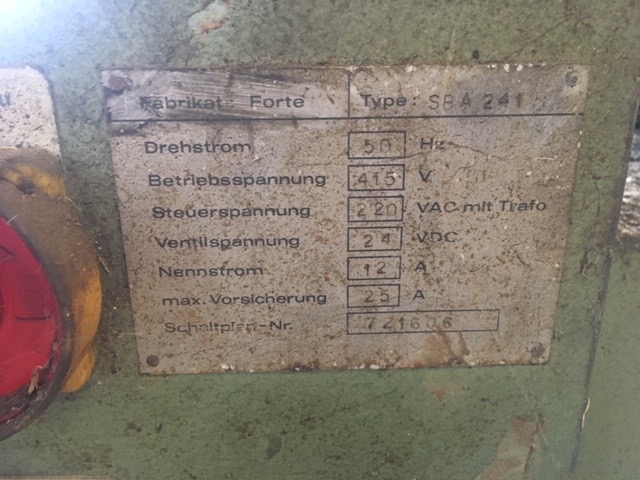 Fabrikat: Forte Type: SBA 241
Drehstrom 50 Hz
Betriebsspannung 415 V
Steuerspannung 220 VAC mit Trafo
Ventilspannung 24 VDC
Nennstrom 12 A
max. Vorsicherung 25 A
Schaltplan-Nr. 721606